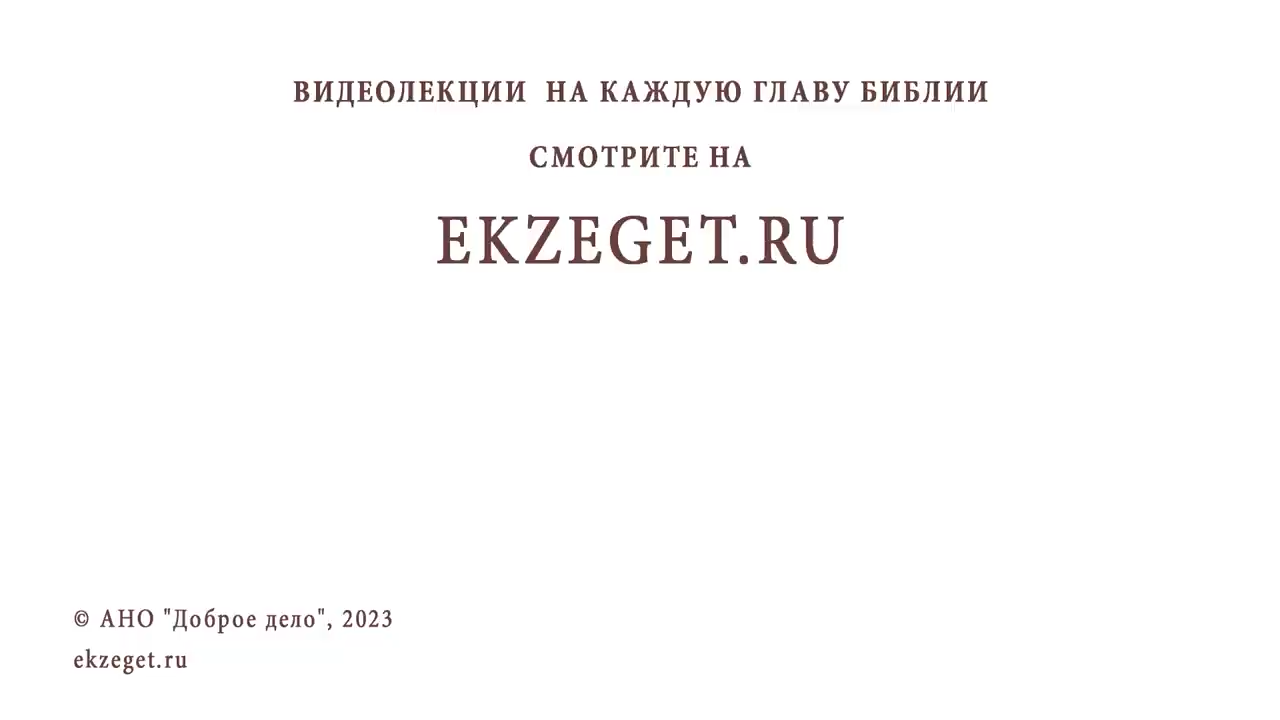 ВИДЕОЛЕКЦИИ НА КАЖДУЮ ГЛАВУ БИБЛИИ
СМОТРИТЕ НА
EKZEGET.RU
© АНО "Доброе дело", 2023
ekzeget.ru